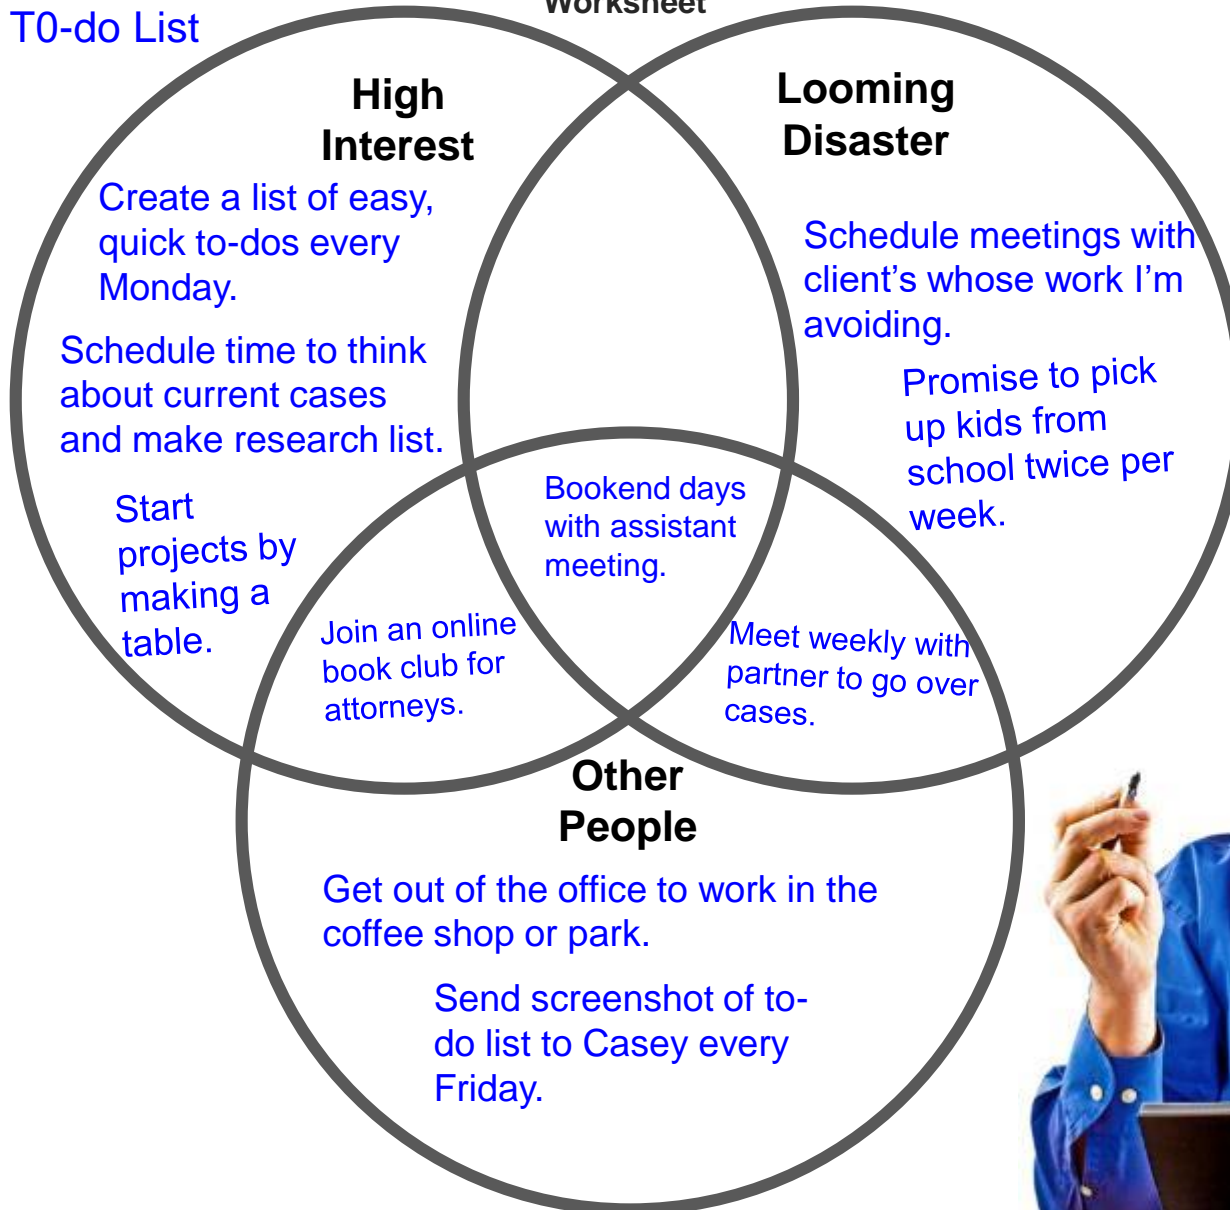 Worksheet
T0-do List
High
Interest
Create a list of easy,
quick to-dos every
Monday.
Schedule time to think
about current cases
and make research list.
Start
projects by
making a
table.
Looming
Disaster
Schedule meetings with
client's whose work I'm
avoiding.
Promise to pick
up kids from
school twice per
week.
Bookend days
with assistant
meeting.
Join an online
book club for
attorneys.
Meet weekly with
partner to go over
cases.
Other
People
Get out of the office to work in the
coffee shop or park.
Send screenshot of to-
do list to Casey every
Friday.